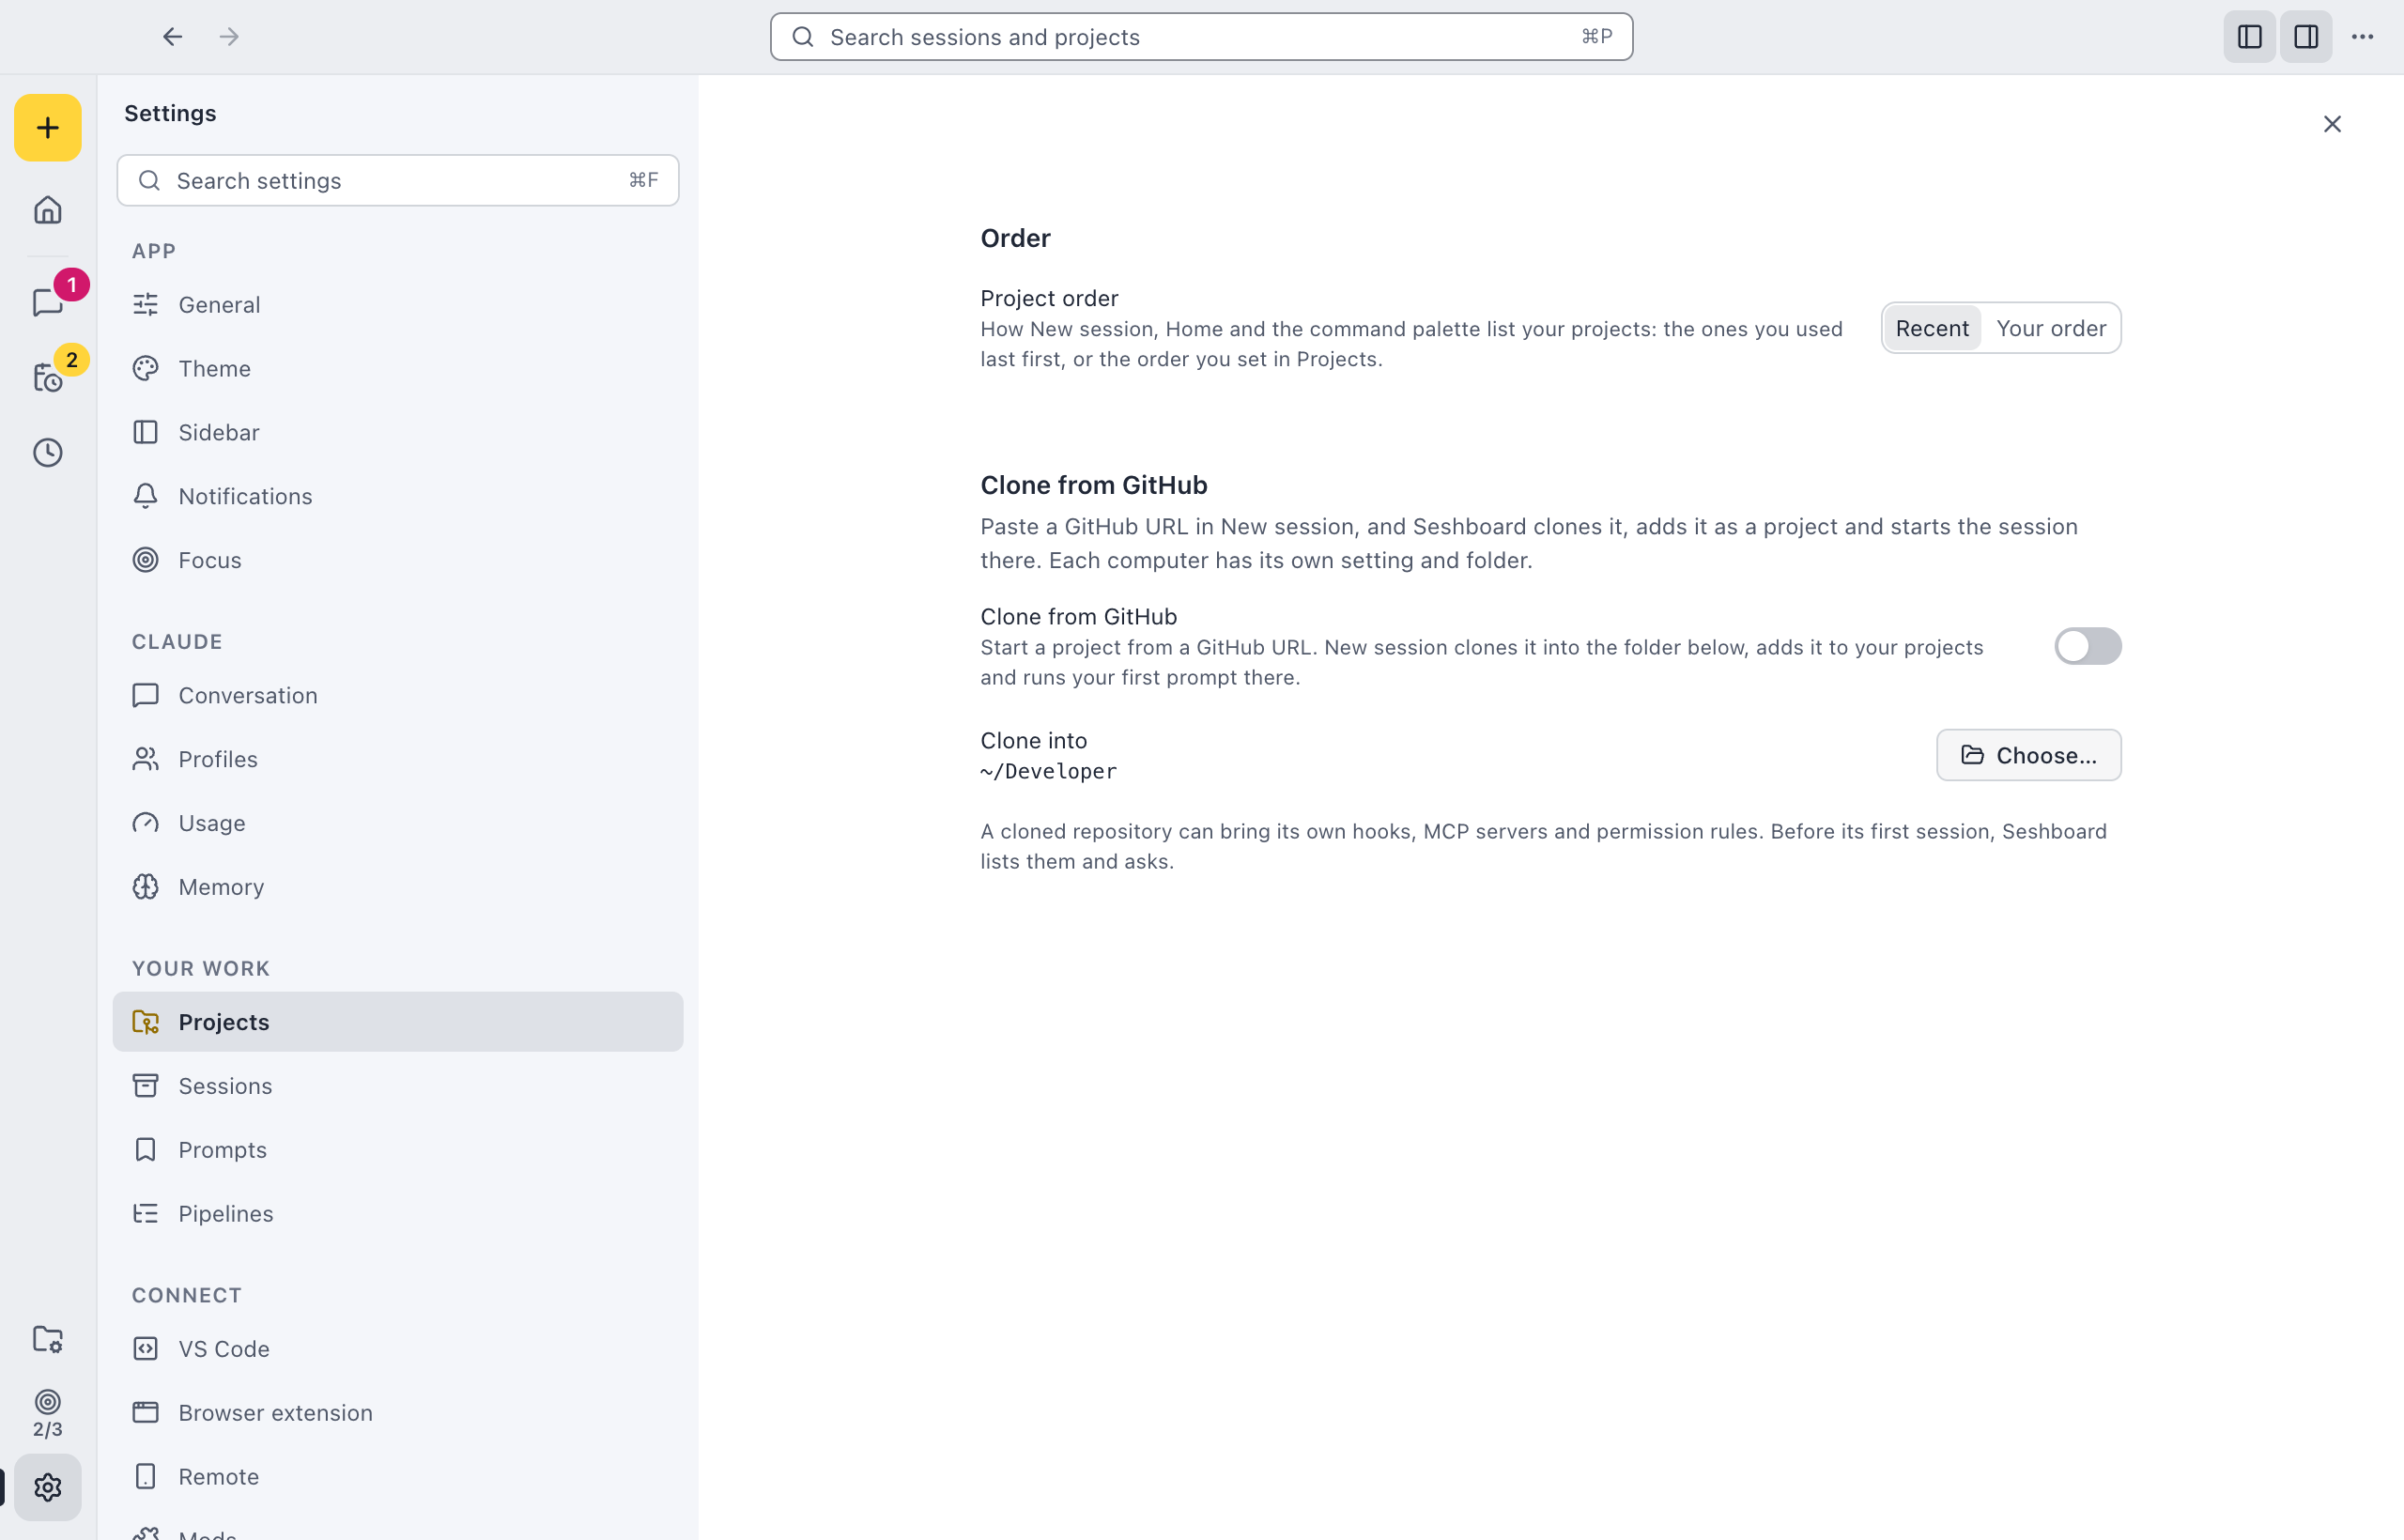 Search sessions and projects ⌘P
Settings
Search settings ⌘F
1
2
2/3
APP
General
Theme
Sidebar
Notifications
Focus
CLAUDE
Conversation
Profiles
Usage
Memory
YOUR WORK
Projects
Sessions
Prompts
Pipelines
CONNECT
VS Code
Browser extension
Remote
Mods
Order
Project order
How New session, Home and the command palette list your projects: the ones you used
last first, or the order you set in Projects.
Recent Your order
Clone from GitHub
Paste a GitHub URL in New session, and Seshboard clones it, adds it as a project and starts the session
there. Each computer has its own setting and folder.
Clone from GitHub
Start a project from a GitHub URL. New session clones it into the folder below, adds it to your projects
and runs your first prompt there.
Clone into
~/Developer
Choose...
A cloned repository can bring its own hooks, MCP servers and permission rules. Before its first session, Seshboard
lists them and asks.